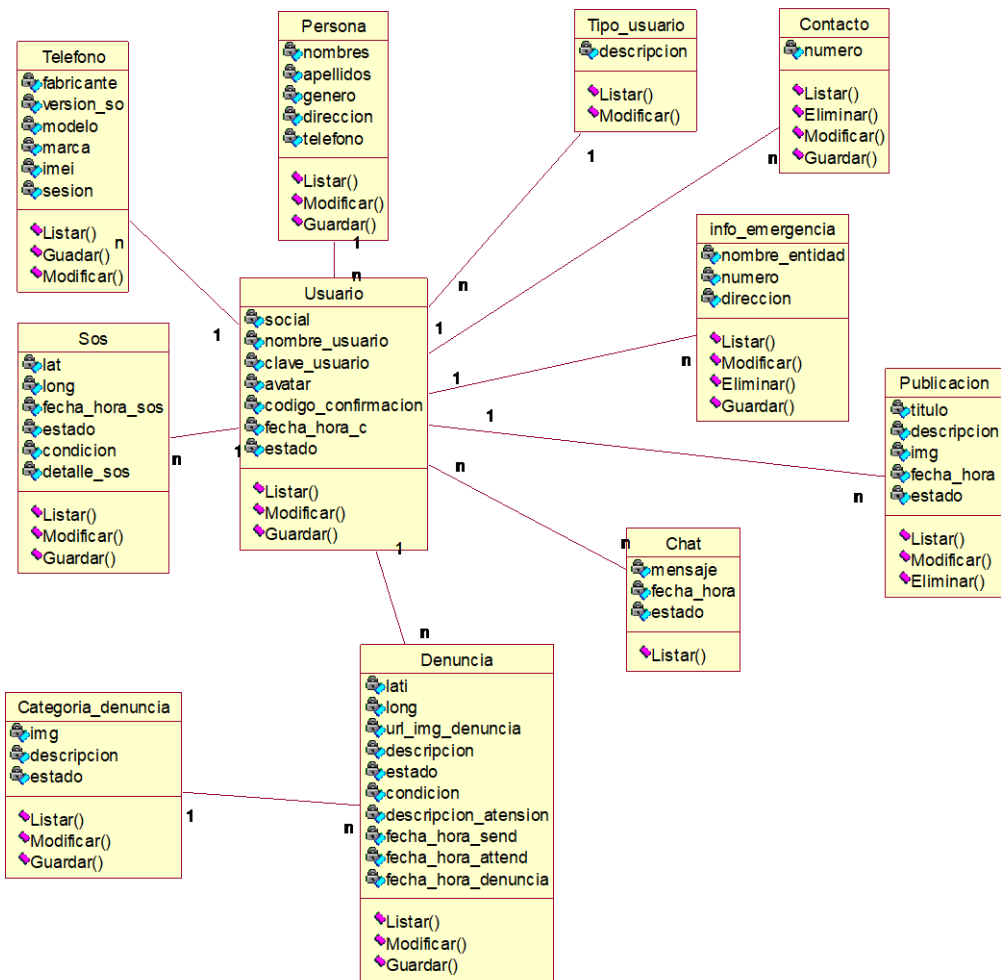 Persona
nombres
apellidos
genero
direccion
telefono
Listar()
Modificar()
Guardar()
1
n
Tipo_usuario
descripcion
Listar()
Modificar()
1
n
Contacto
numero
Listar()
Eliminar()
Modificar()
Guardar()
n
1
Telefono
fabricante
version_so
modelo
marca
imei
sesion
Listar()
Guadar()
Modificar()
n
1
info_emergencia
nombre_entidad
numero
direccion
Listar()
Modificar()
Eliminar()
Guardar()
n
1
Usuario
social
nombre_usuario
clave_usuario
avatar
codigo_confirmacion
fecha_hora_c
estado
Listar()
Modificar()
Guardar()
Sos
lat
long
fecha_hora_sos
estado
condicion
detalle_sos
Listar()
Modificar()
Guardar()
n
1
Publicacion
titulo
descripcion
img
fecha_hora
estado
Listar()
Modificar()
Eliminar()
1
n
Chat
mensaje
fecha_hora
estado
Listar()
n
n
1
n
Denuncia
lati
long
url_img_denuncia
descripcion
estado
condicion
descripcion_atension
fecha_hora_send
fecha_hora_attend
fecha_hora_denuncia
Listar()
Modificar()
Guardar()
Categoria_denuncia
img
descripcion
estado
Listar()
Modificar()
Guardar()
1
n